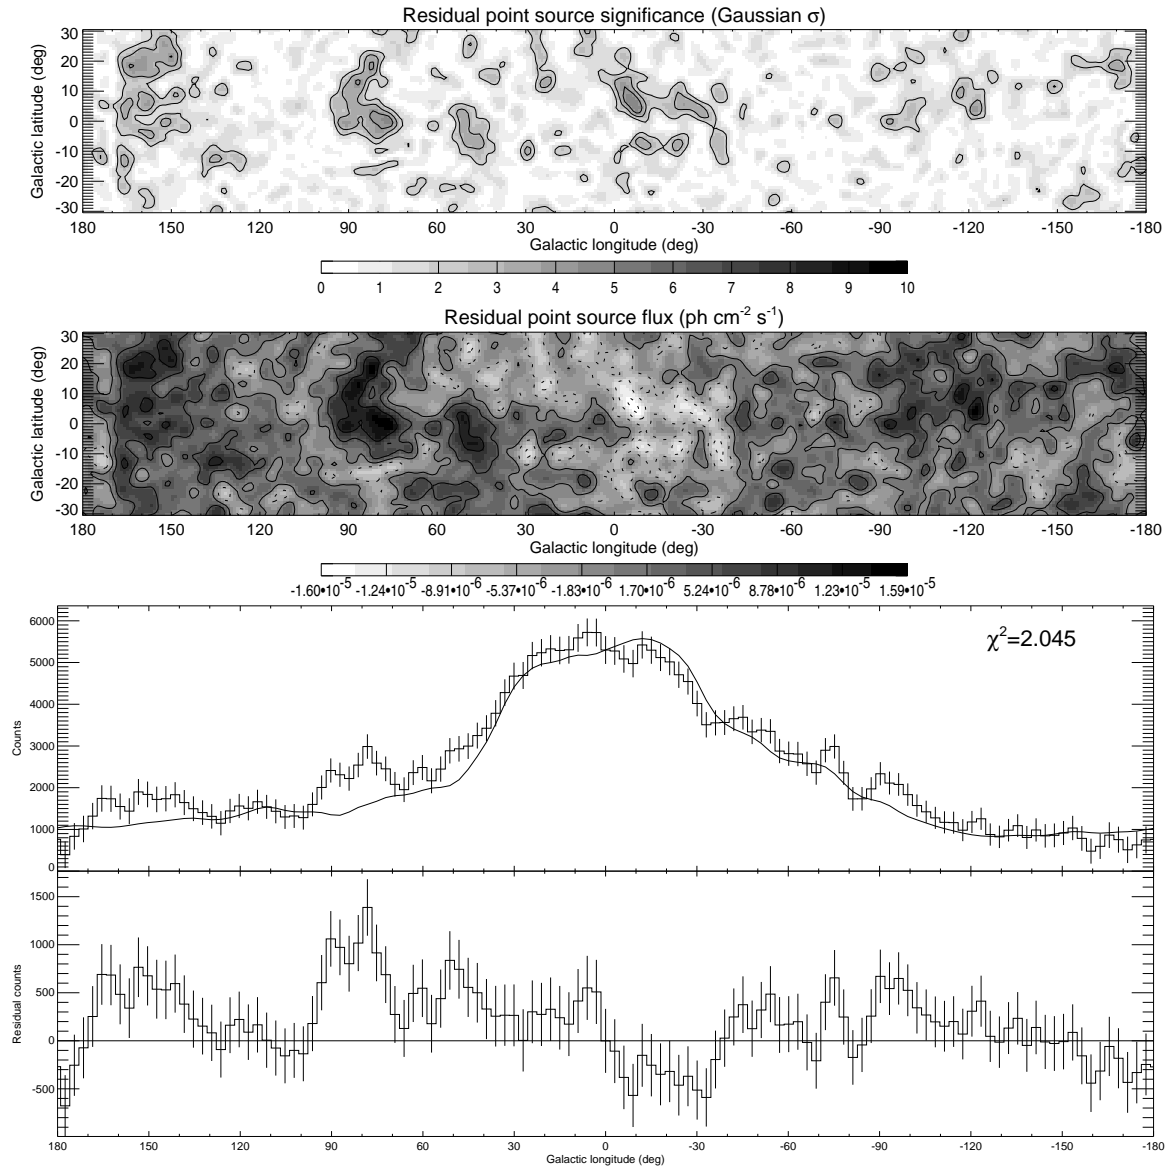 Residual point source significance (Gaussian σ)
Galactic latitude (deg)
30
20
10
0
-10
-20
-30
180 150 120 90 60 30 0 -30 -60 -90 -120 -150 -180
Galactic longitude (deg)
0 1 2 3 4 5 6 7 8 9 10
Residual point source flux (ph cm⁻² s⁻¹)
Galactic latitude (deg)
30
20
10
0
-10
-20
-30
180 150 120 90 60 30 0 -30 -60 -90 -120 -150 -180
Galactic longitude (deg)
-1.60•10⁻⁵ -1.24•10⁻⁵ -8.91•10⁻⁶ -5.37•10⁻⁶ -1.83•10⁻⁶ 1.70•10⁻⁶ 5.24•10⁻⁶ 8.78•10⁻⁶ 1.23•10⁻⁵ 1.59•10⁻⁵
χ²=2.045
Counts
6000
5000
4000
3000
2000
1000
0
Residual counts
1500
1000
500
0
-500
180 150 120 90 60 30 0 -30 -60 -90 -120 -150 -180
Galactic longitude (deg)